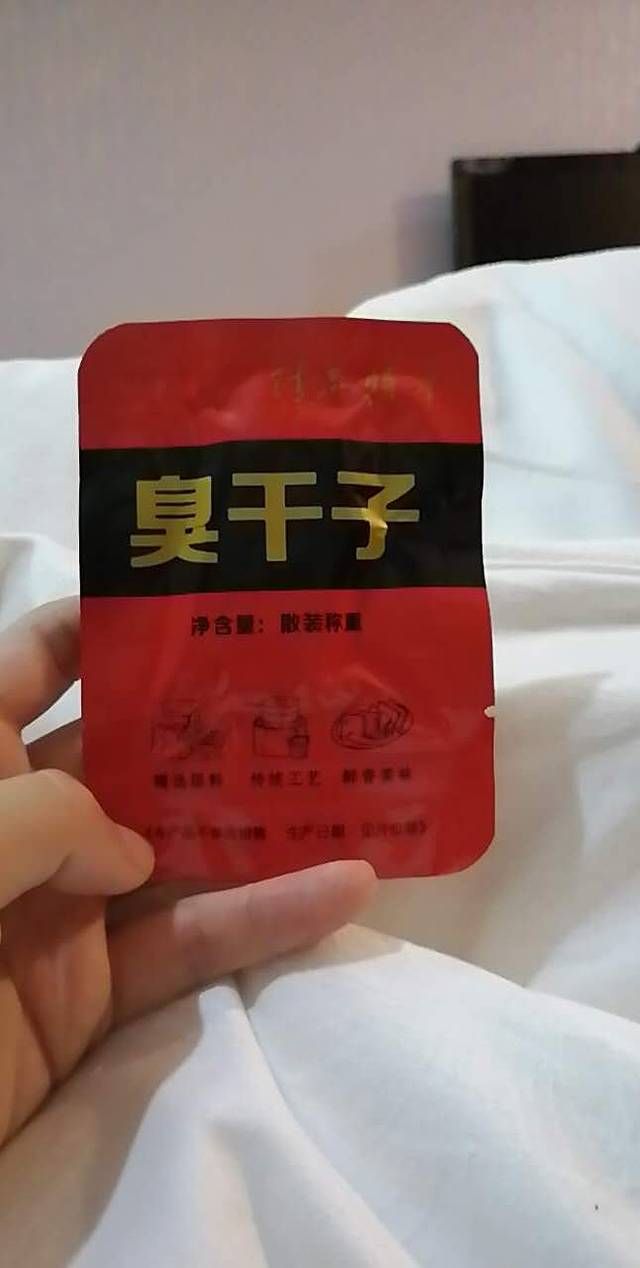 臭干子
净含量：散装称重
精选原料 传统工艺 醇香美味
生产日期